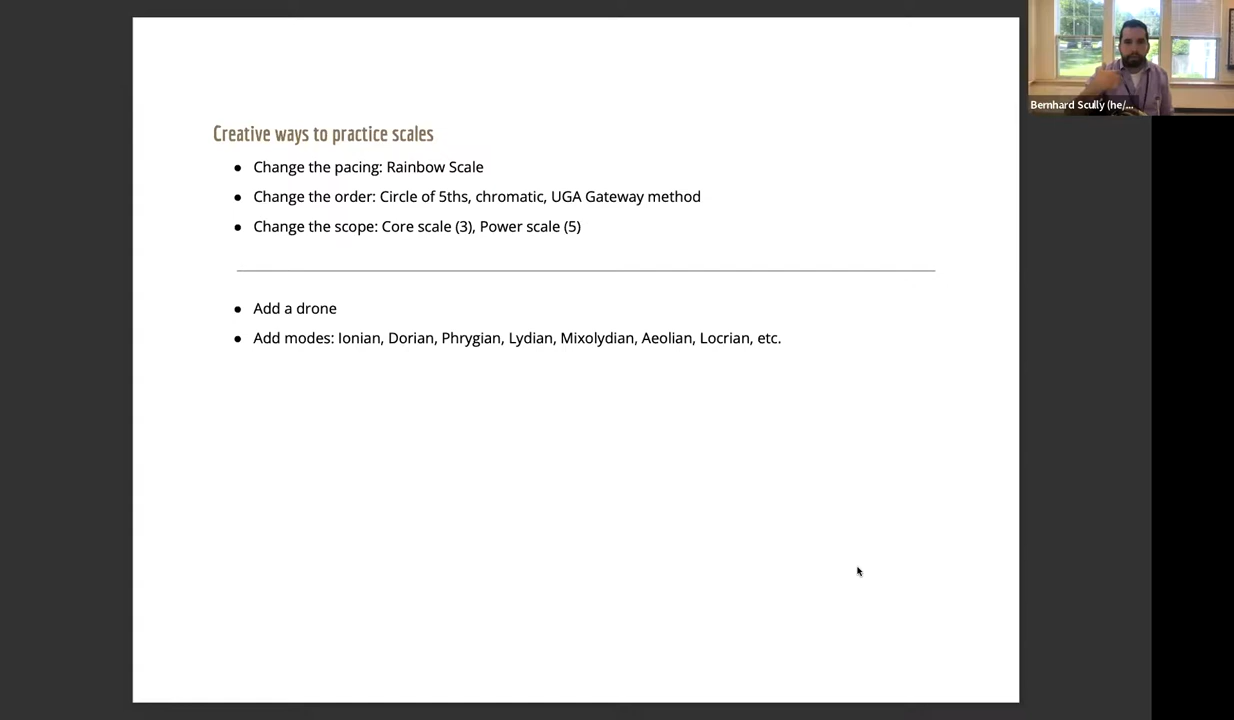 Creative ways to practice scales
● Change the pacing: Rainbow Scale
● Change the order: Circle of 5ths, chromatic, UGA Gateway method
● Change the scope: Core scale (3), Power scale (5)
● Add a drone
● Add modes: Ionian, Dorian, Phrygian, Lydian, Mixolydian, Aeolian, Locrian, etc.
Bernhard Scully (he/...